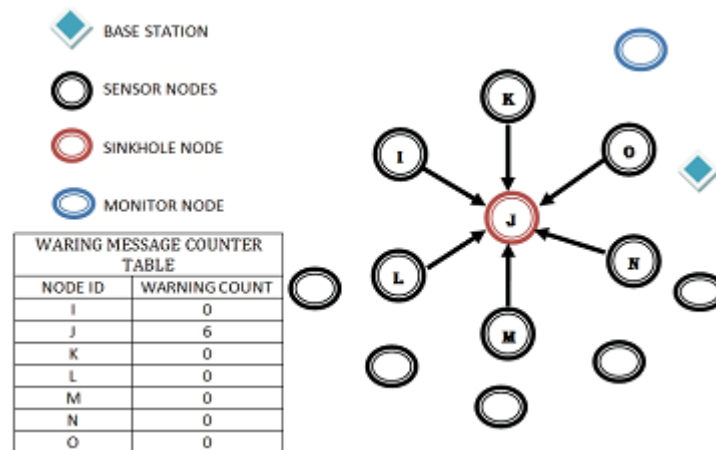 BASE STATION
SENSOR NODES
SINKHOLE NODE
MONITOR NODE
WARING MESSAGE COUNTER
TABLE
NODE ID WARNING COUNT
I 0
J 6
K 0
L 0
M 0
N 0
O 0
K
I
O
J
L
N
M